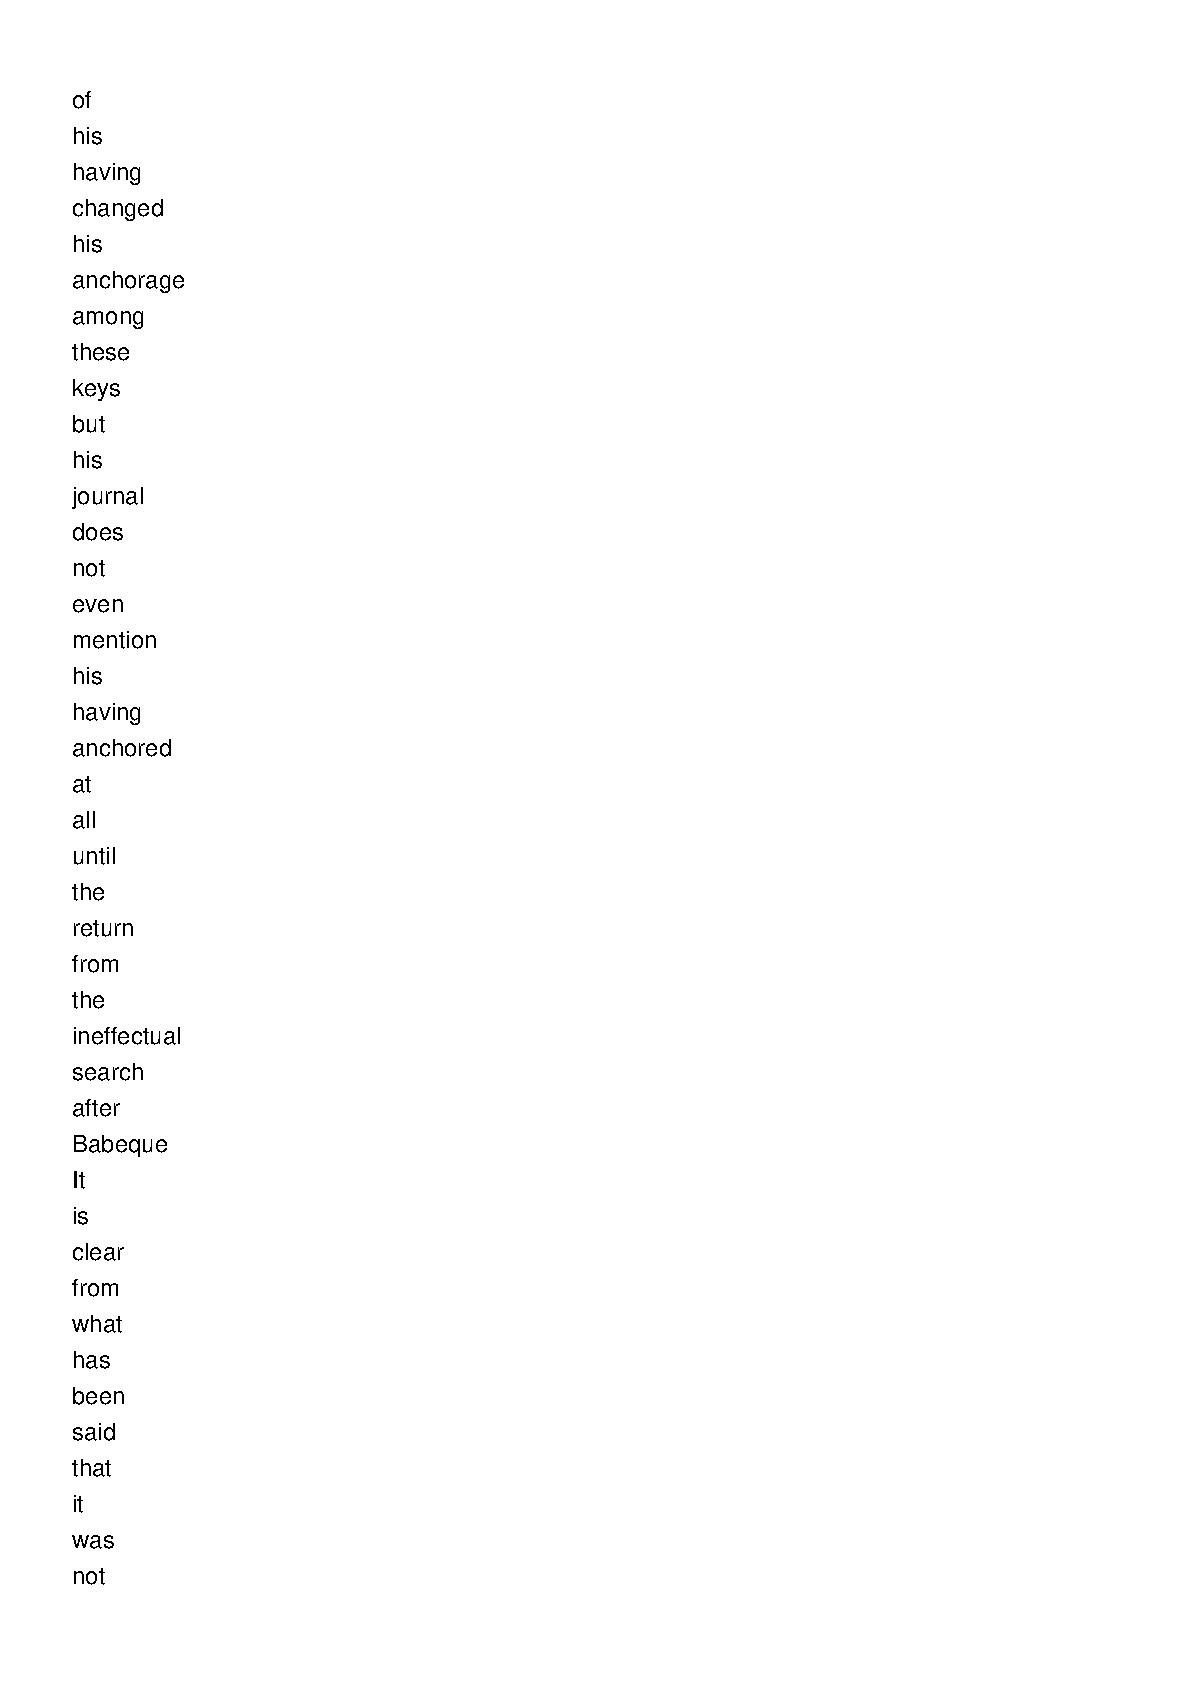 of
his
having
changed
his
anchorage
among
these
keys
but
his
journal
does
not
even
mention
his
having
anchored
at
all
until
the
return
from
the
ineffectual
search
after
Babeque
It
is
clear
from
what
has
been
said
that
it
was
not